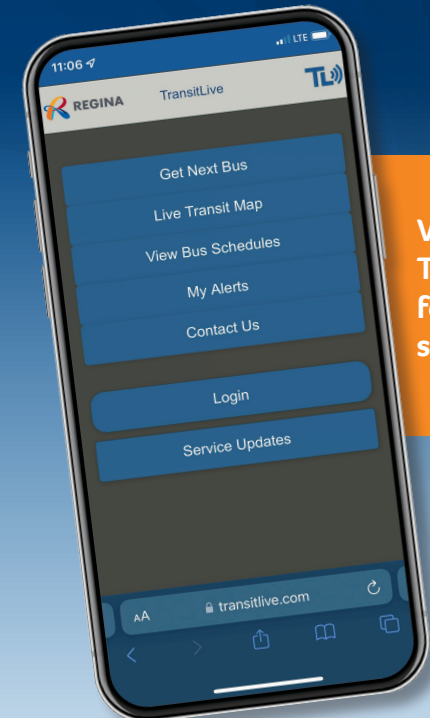 11:06
LTE
REGINA
TransitLive
TL
Get Next Bus
Live Transit Map
View Bus Schedules
My Alerts
Contact Us
Login
Service Updates
AA
transitlive.com